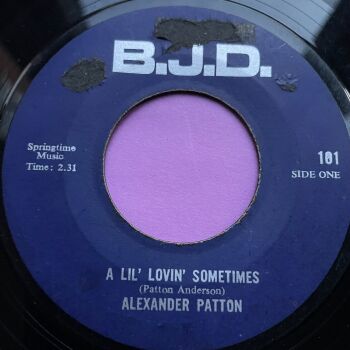 B.J.D.
Springtime
Music
Time: 2.31
101
SIDE ONE
A LIL' LOVIN' SOMETIMES
(Patton Anderson)
ALEXANDER PATTON